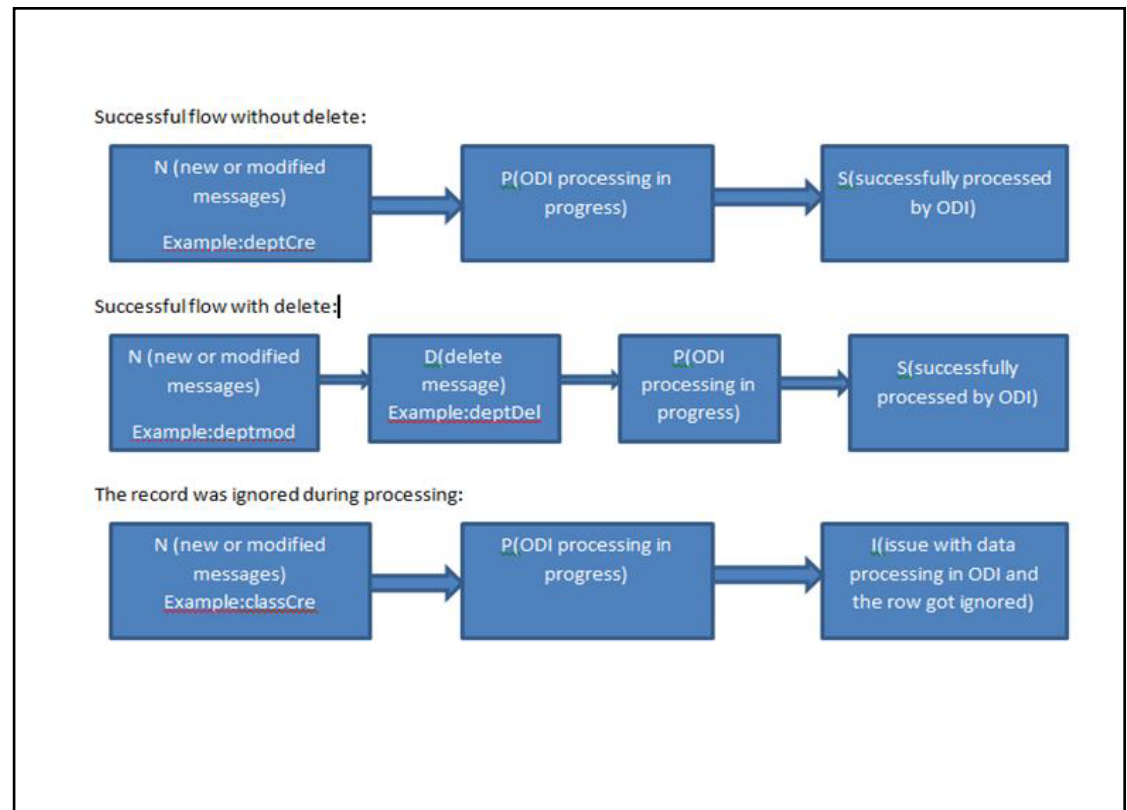 Successful flow without delete:
N (new or modified
messages)
Example:deptCre
P(ODI processing in
progress)
S(successfully processed
by ODI)
Successful flow with delete:
N (new or modified
messages)
Example:deptmod
D(delete
message)
Example:deptDel
P(ODI
processing in
progress)
S(successfully
processed by ODI)
The record was ignored during processing:
N (new or modified
messages)
Example:classCre
P(ODI processing in
progress)
I(issue with data
processing in ODI and
the row got ignored)